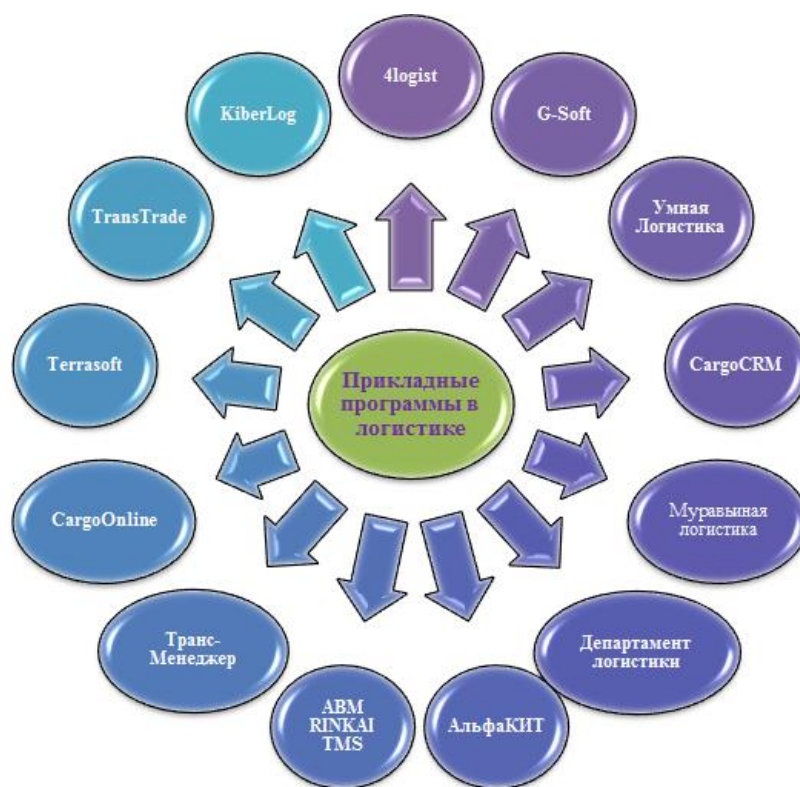 4logist
G-Soft
Умная
Логистика
CargoCRM
Муравьиная
логистика
Департамент
логистики
АльфаКИТ
ABM
RINKAI
TMS
Транс-
Менеджер
CargoOnline
Terrasoft
TransTrade
KiberLog
Прикладные
программы в
логистике